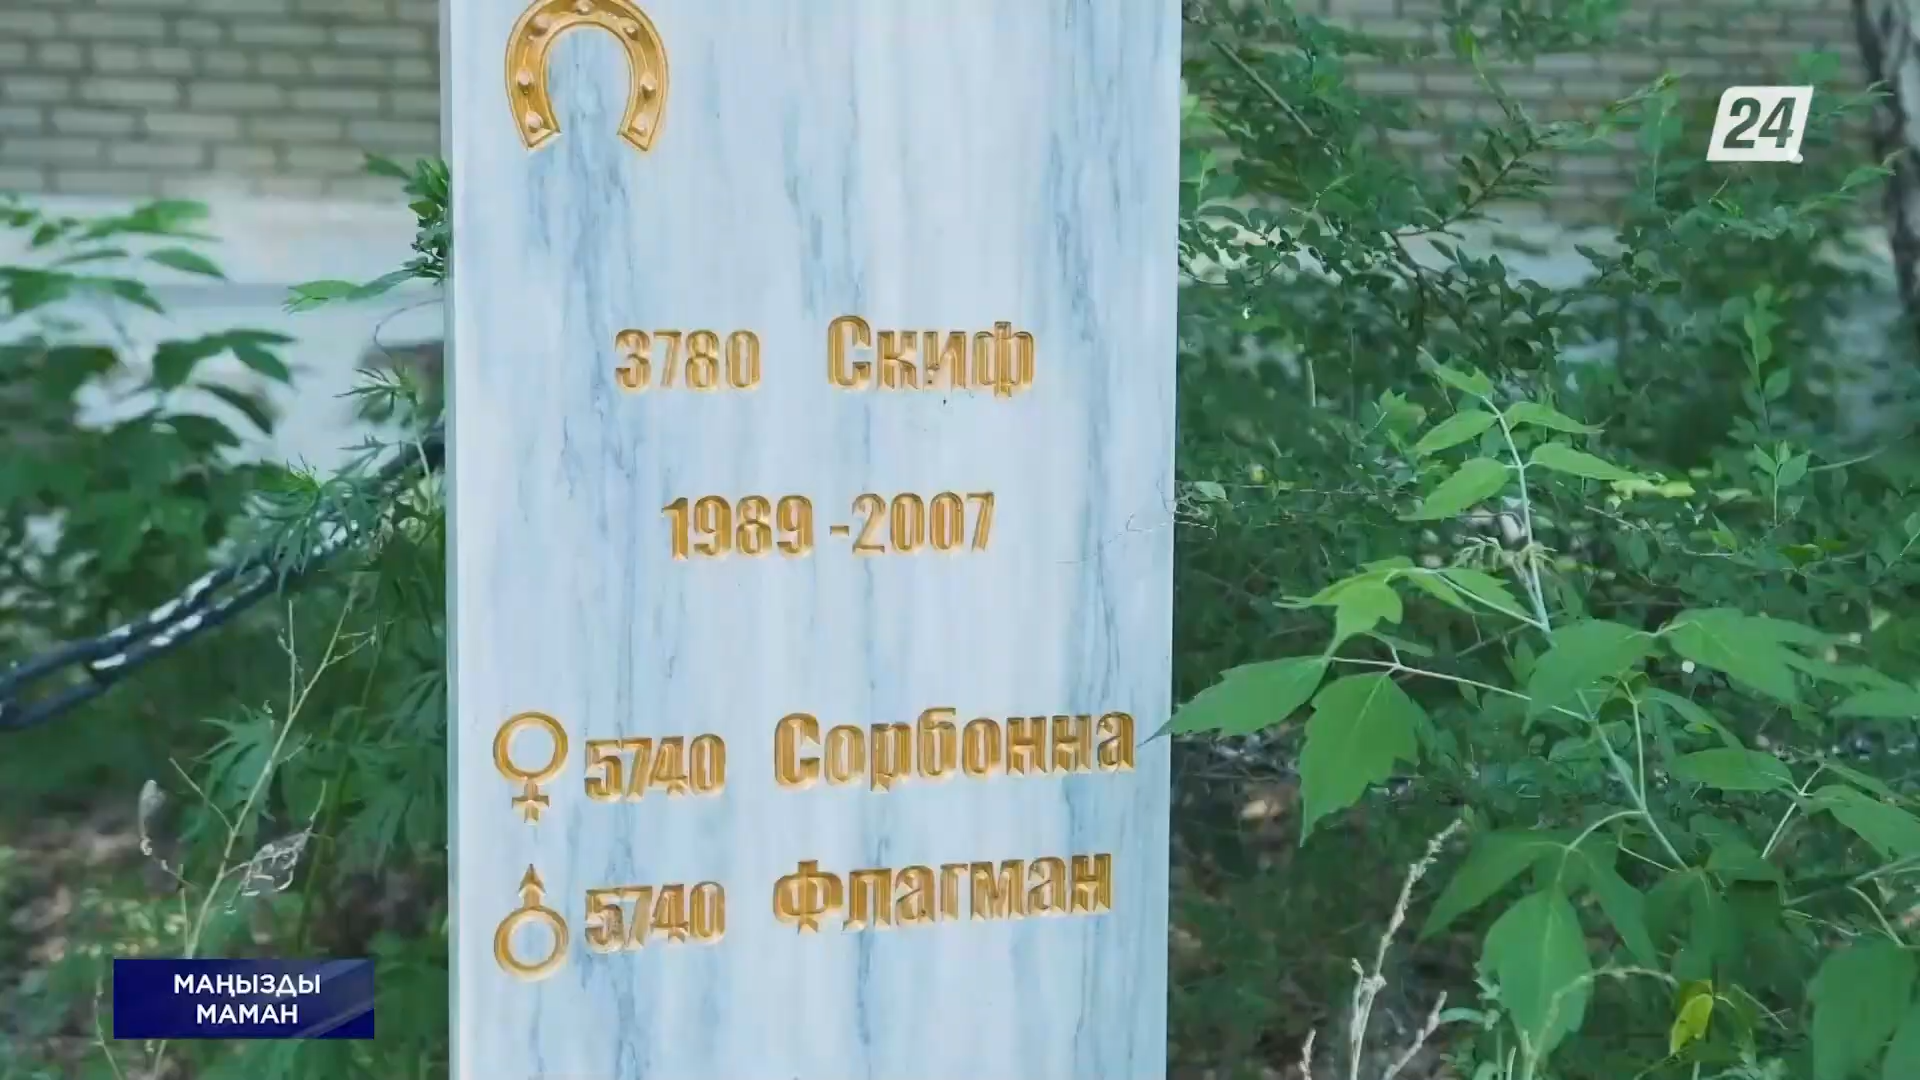 24
3780 Скиф
1989-2007
♀ 5740 Сорбонна
♂ 5740 Флагман
МАҢЫЗДЫ
МАМАН